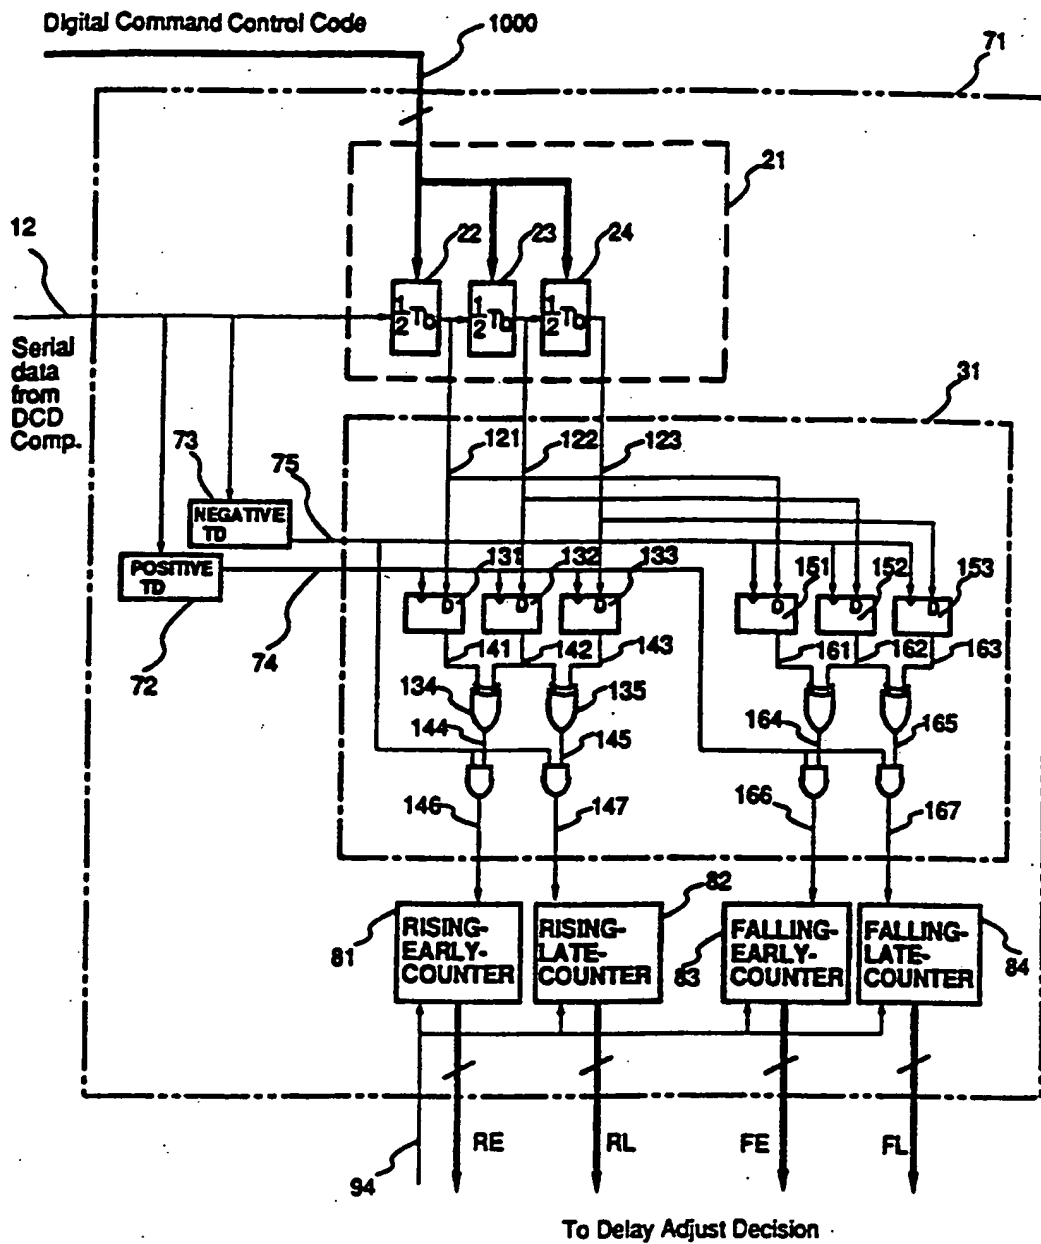 Digital Command Control Code
1000
71
21
12
22
23
24
1/2 TD
1/2 TD
1/2 TD
Serial
data
from
DCD
Comp.
31
73
75
121
122
123
NEGATIVE
TD
POSITIVE
TD
131
132
133
151
152
153
D
D
D
D
D
D
72
74
141
142
143
161
162
163
134
135
144
145
164
165
146
147
166
167
81
82
83
84
RISING-
EARLY-
COUNTER
RISING-
LATE-
COUNTER
FALLING-
EARLY-
COUNTER
FALLING-
LATE-
COUNTER
94
RE
RL
FE
FL
To Delay Adjust Decision